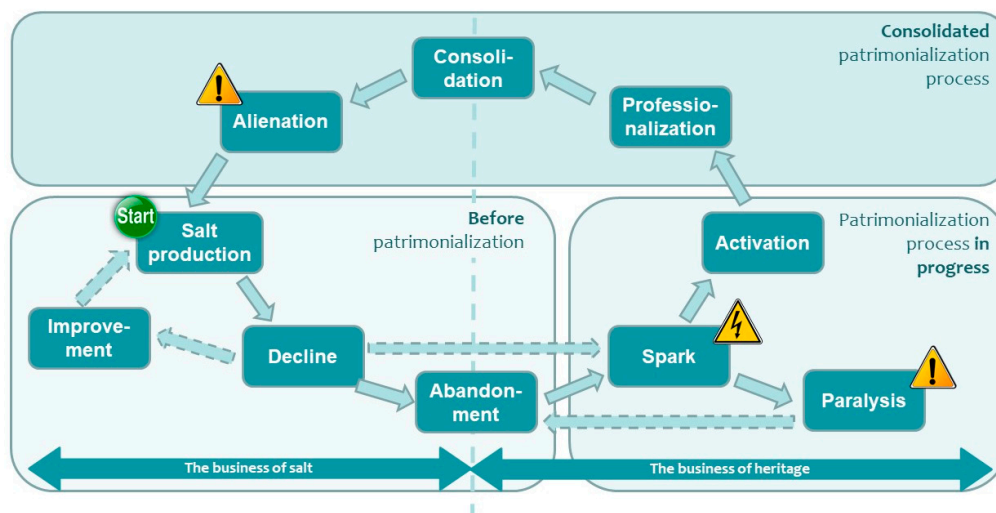 Consolidated
patrimonialization
process
Consoli-
dation
Professio-
nalization
Alienation
Start
Salt
production
Before
patrimonialization
Activation
Patrimonialization
process in
progress
Improve-
ment
Decline
Spark
Abandon-
ment
Paralysis
The business of salt
The business of heritage